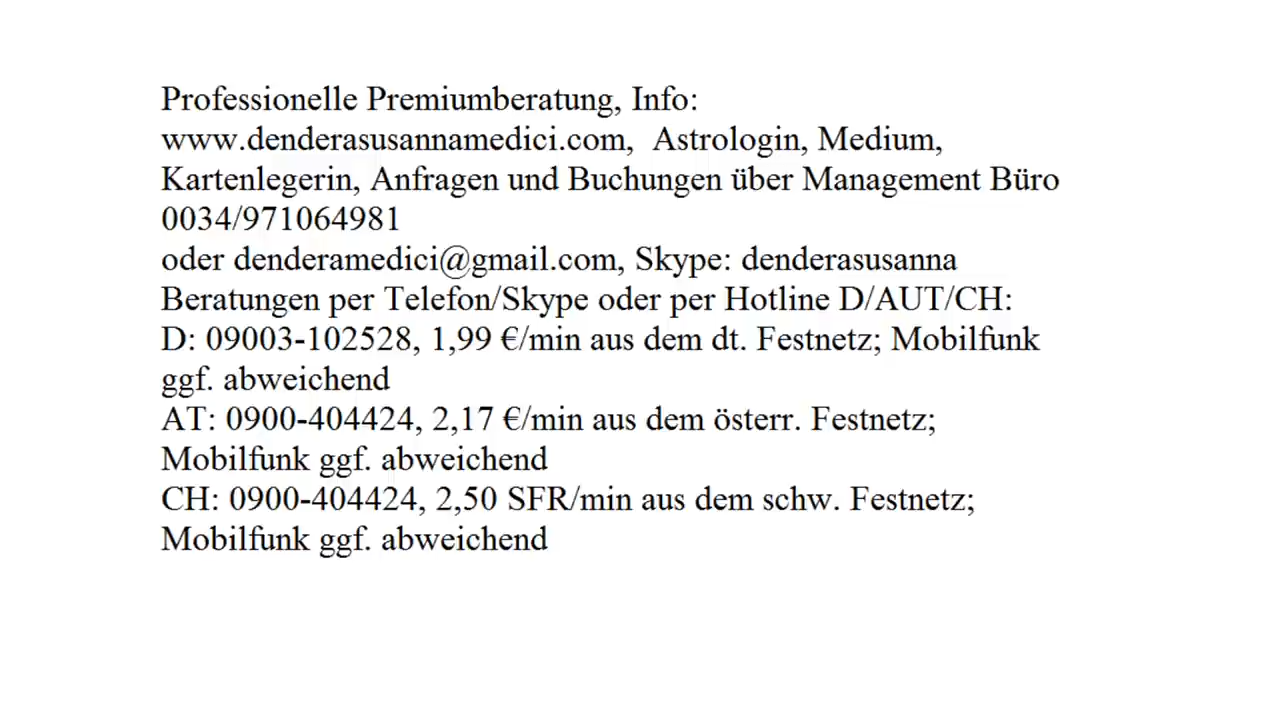 Professionelle Premiumberatung, Info:
www.denderasusannamedici.com,  Astrologin, Medium,
Kartenlegerin, Anfragen und Buchungen über Management Büro
0034/971064981
oder denderamedici@gmail.com, Skype: denderasusanna
Beratungen per Telefon/Skype oder per Hotline D/AUT/CH:
D: 09003-102528, 1,99 €/min aus dem dt. Festnetz; Mobilfunk
ggf. abweichend
AT: 0900-404424, 2,17 €/min aus dem österr. Festnetz;
Mobilfunk ggf. abweichend
CH: 0900-404424, 2,50 SFR/min aus dem schw. Festnetz;
Mobilfunk ggf. abweichend